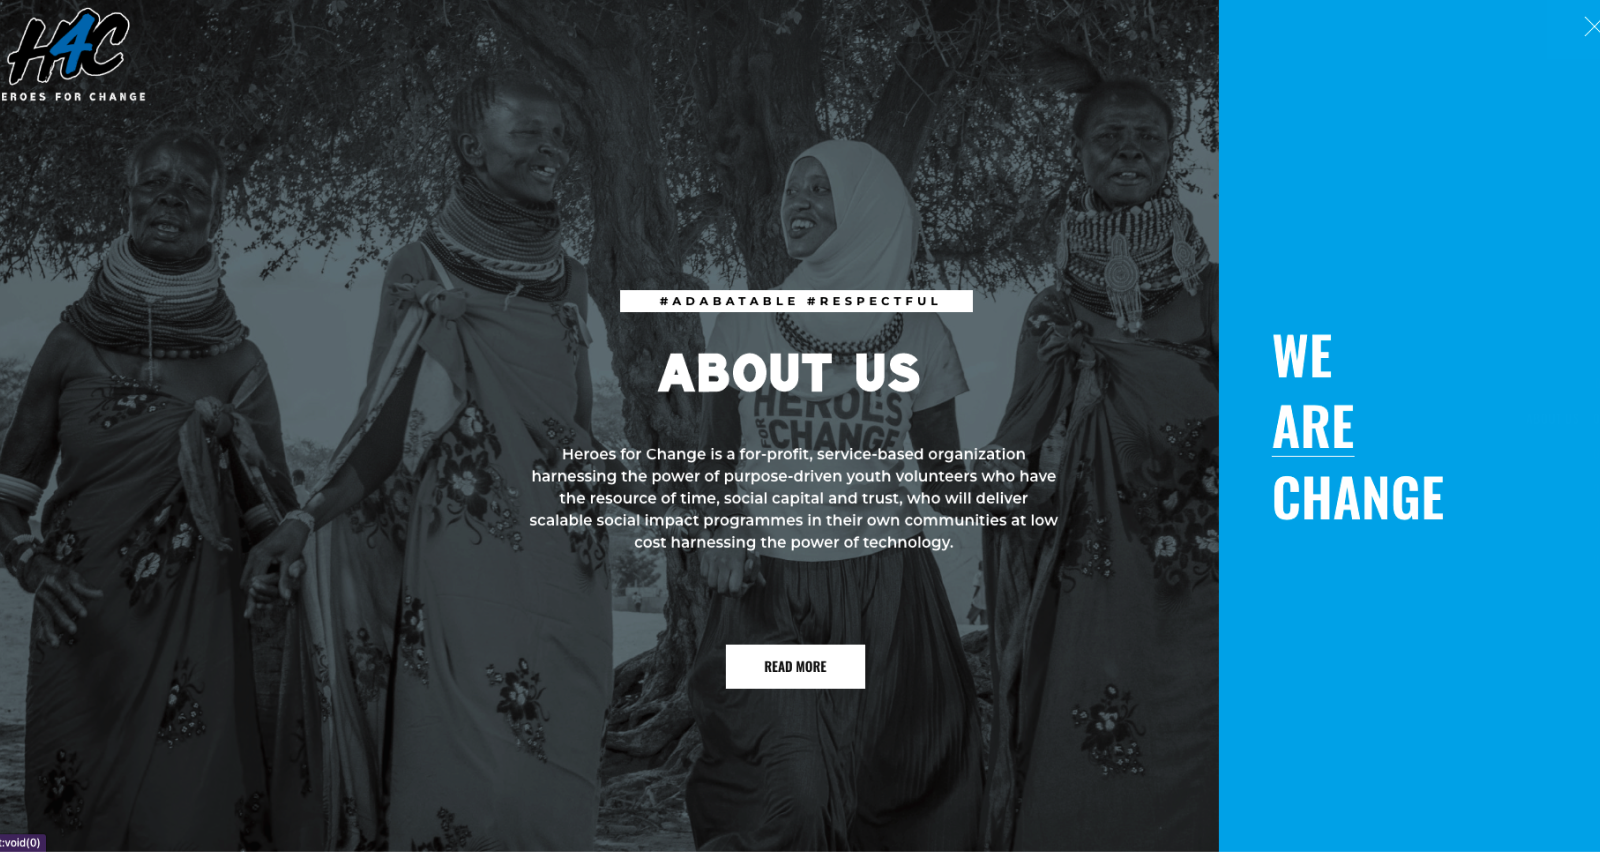 H4C
EROES FOR CHANGE
#ADABATABLE #RESPECTFUL
ABOUT US
HEROES
FOR
CHANGE
Heroes for Change is a for-profit, service-based organization
harnessing the power of purpose-driven youth volunteers who have
the resource of time, social capital and trust, who will deliver
scalable social impact programmes in their own communities at low
cost harnessing the power of technology.
READ MORE
WE
ARE
CHANGE
t:void(0)